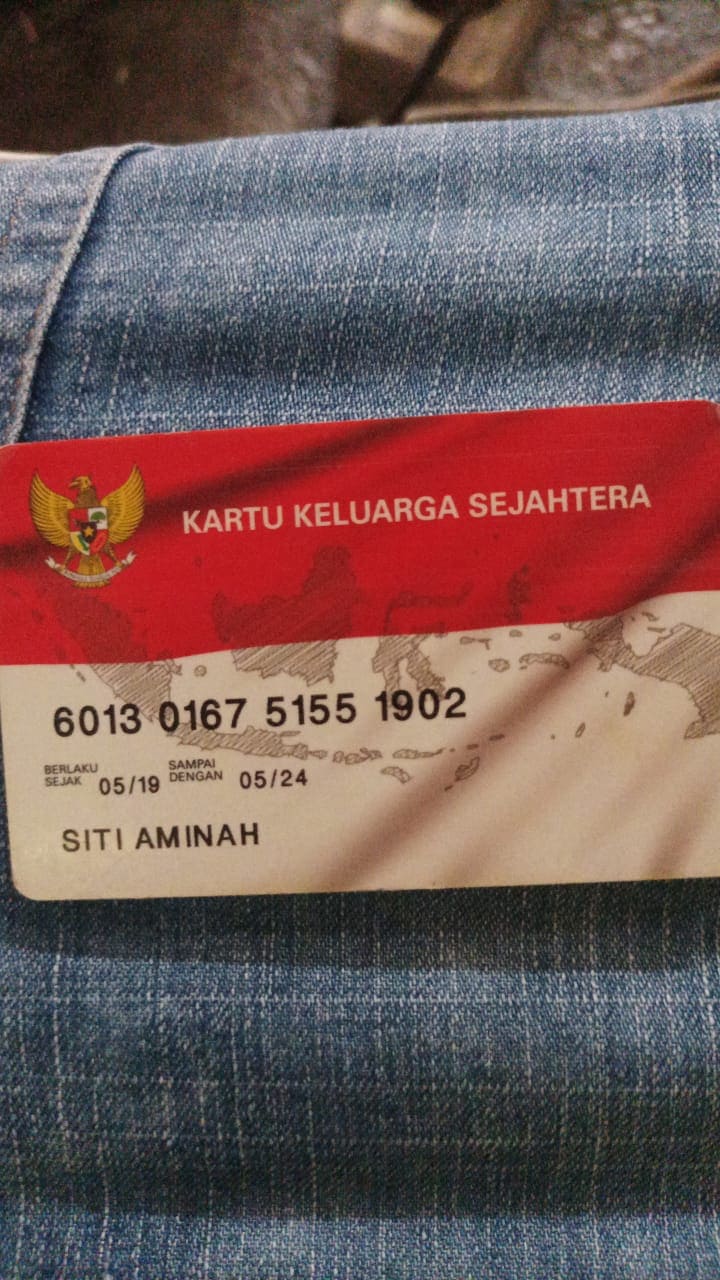 KARTU KELUARGA SEJAHTERA
6013 0167 5155 1902
BERLAKU SEJAK 05/19 SAMPAI DENGAN 05/24
SITI AMINAH